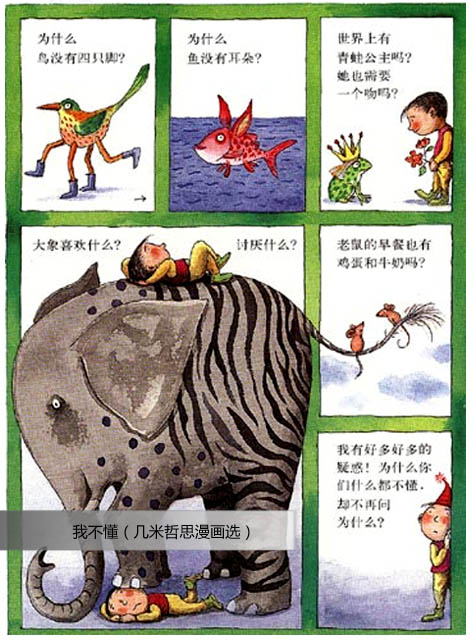 为什么
鸟没有四只脚？
为什么
鱼没有耳朵？
世界上有
青蛙公主吗？
她也需要
一个吻吗？
大象喜欢什么？ 讨厌什么？
老鼠的早餐也有
鸡蛋和牛奶吗？
我有好多好多的
疑惑！为什么你
们什么都不懂，
却不再问
为什么？
我不懂（几米哲思漫画选）